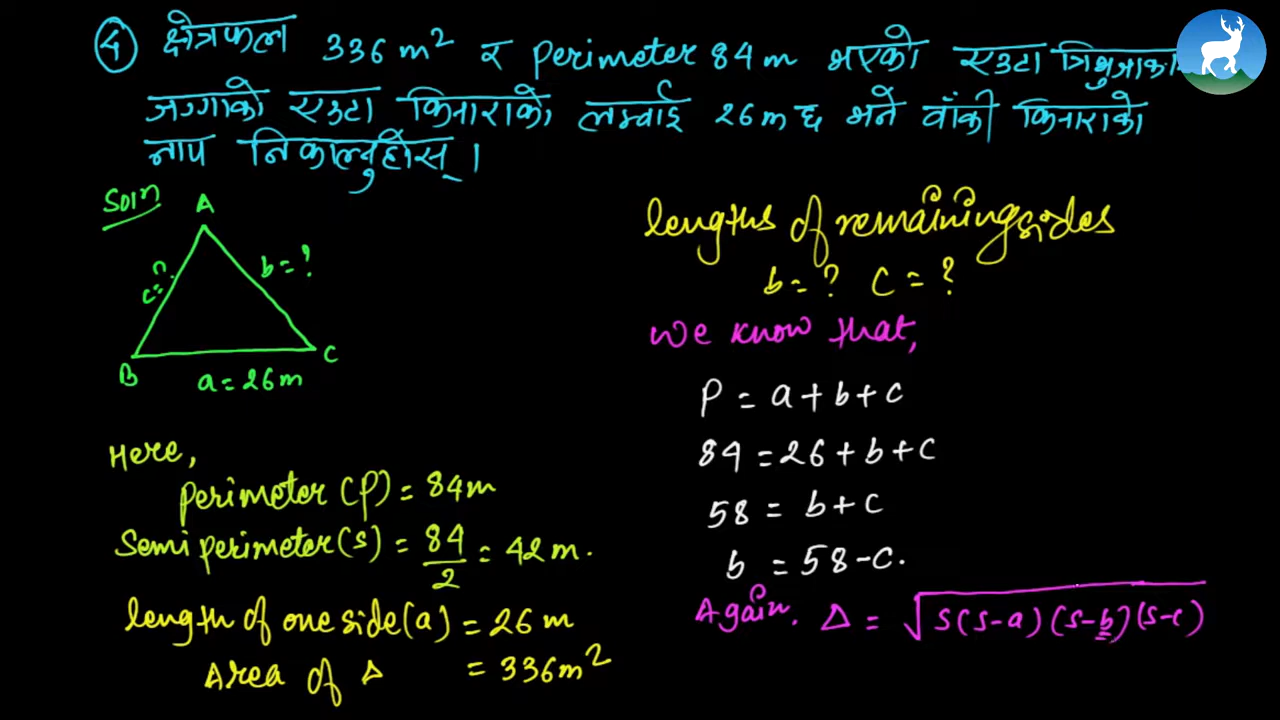 ④ क्षेत्रफल 336 m² र perimeter 84 m भएको एउटा त्रिभुजाकार
जग्गाको एउटा किनाराको लम्वाई 26m छ भने वाँकी किनाराको
नाप निकाल्नुहोस् ।
Soln
A
c = ?
b = ?
B
C
a = 26 m
Here,
perimeter (P) = 84 m
Semi perimeter (s) = 84/2 = 42 m.
length of one side (a) = 26 m
Area of Δ = 336 m²
lengths of remaining sides
b = ? c = ?
We know that,
P = a + b + c
84 = 26 + b + c
58 = b + c
b = 58 - c.
Again, Δ = √s(s-a)(s-b)(s-c)